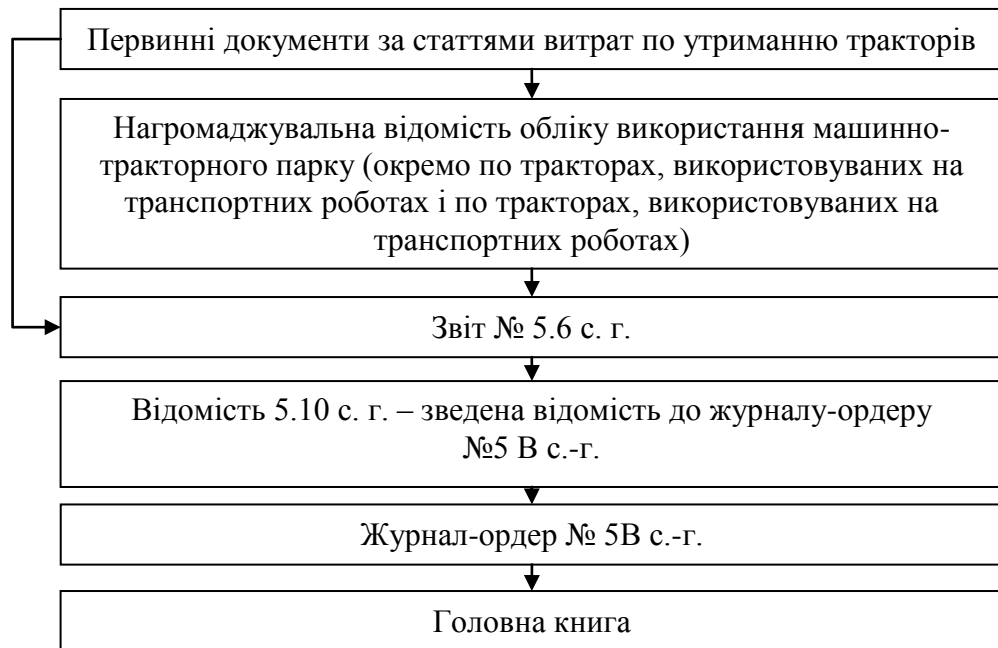 Первинні документи за статтями витрат по утриманню тракторів
Нагромаджувальна відомість обліку використання машинно-
тракторного парку (окремо по тракторах, використовуваних на
транспортних роботах і по тракторах, використовуваних на
транспортних роботах)
Звіт № 5.6 с. г.
Відомість 5.10 с. г. – зведена відомість до журналу-ордеру
№5 В с.-г.
Журнал-ордер № 5В с.-г.
Головна книга